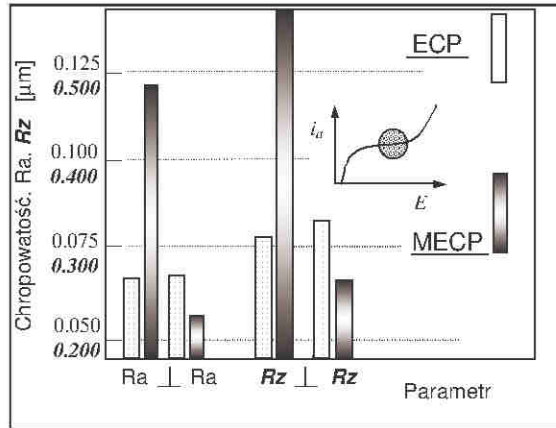 Chropowatość. Ra. Rz [µm]
0.125
0.500
0.100
0.400
0.075
0.300
0.050
0.200
ECP
i_a
E
MECP
Ra ⊥ Ra Rz ⊥ Rz
Parametr